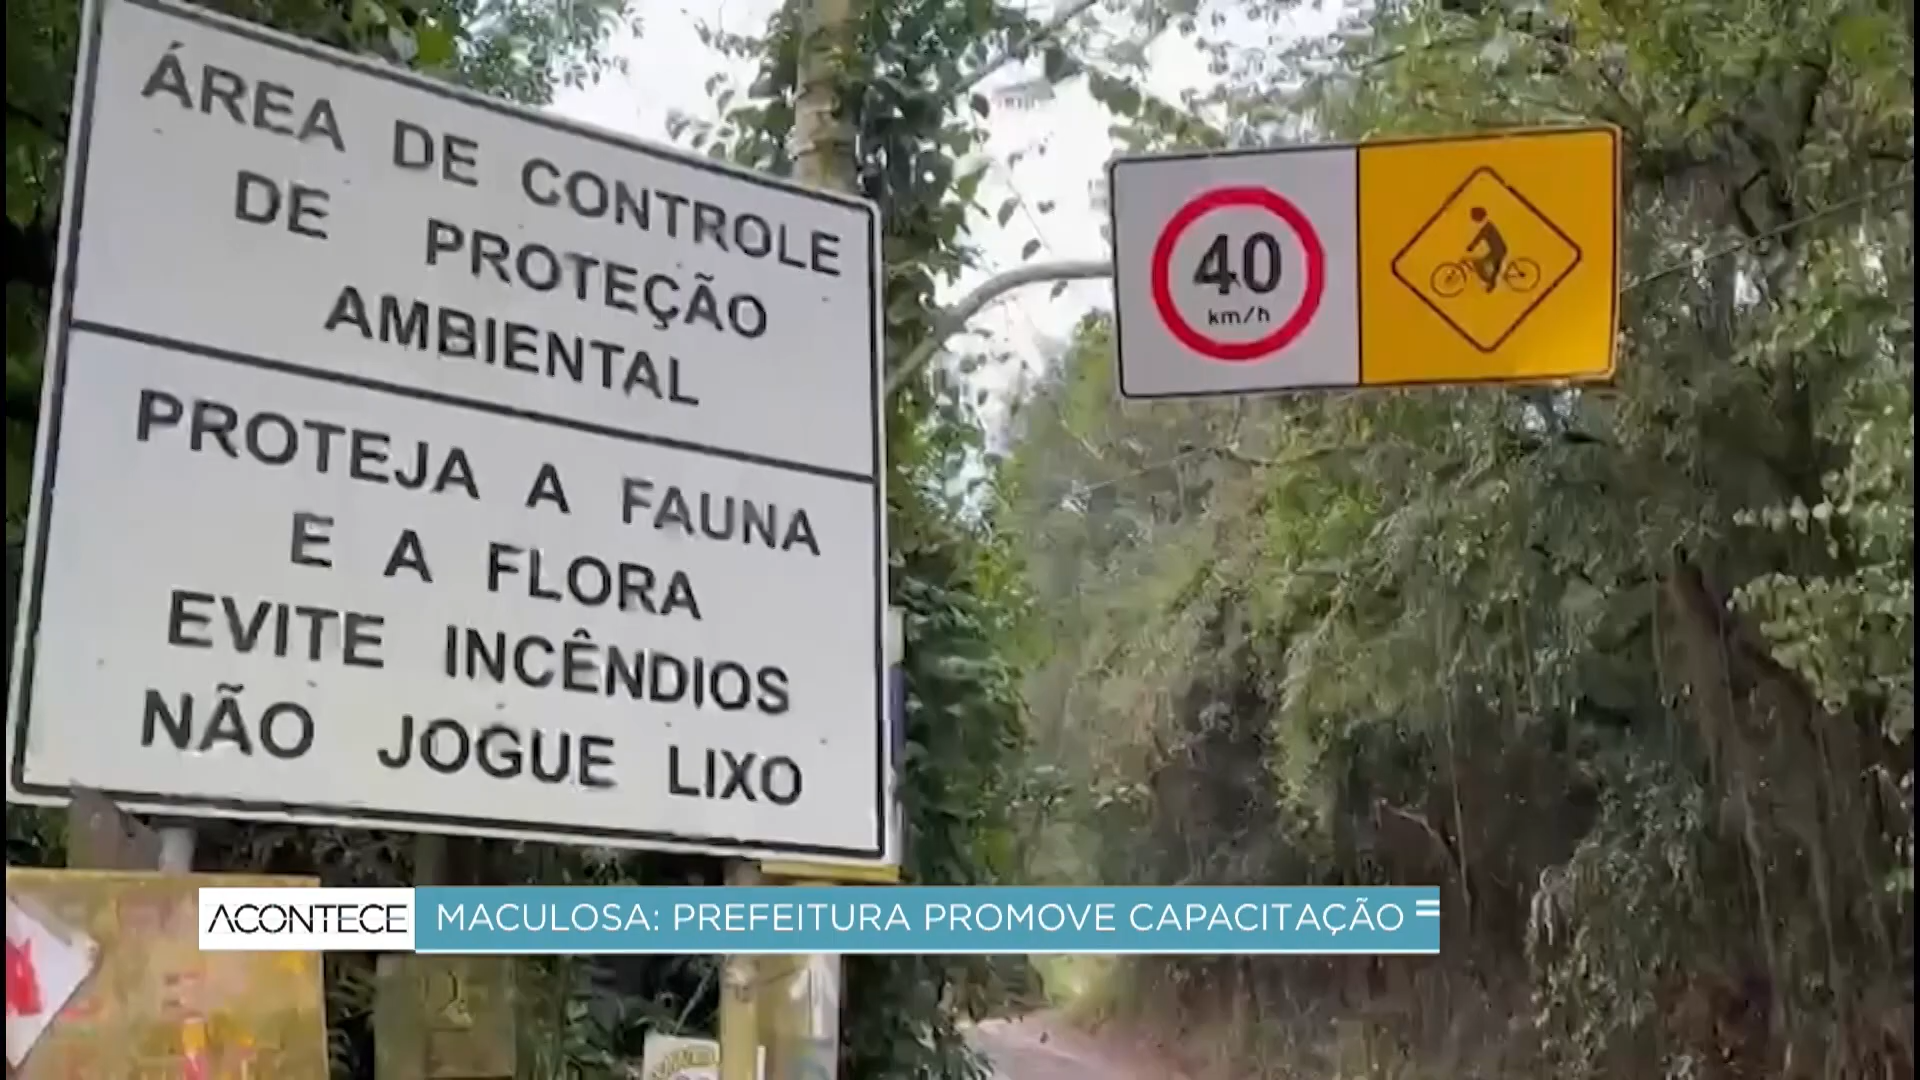 ÁREA DE CONTROLE
DE PROTEÇÃO
AMBIENTAL
PROTEJA A FAUNA
E A FLORA
EVITE INCÊNDIOS
NÃO JOGUE LIXO
40
km/h
ACONTECE
MACULOSA: PREFEITURA PROMOVE CAPACITAÇÃO